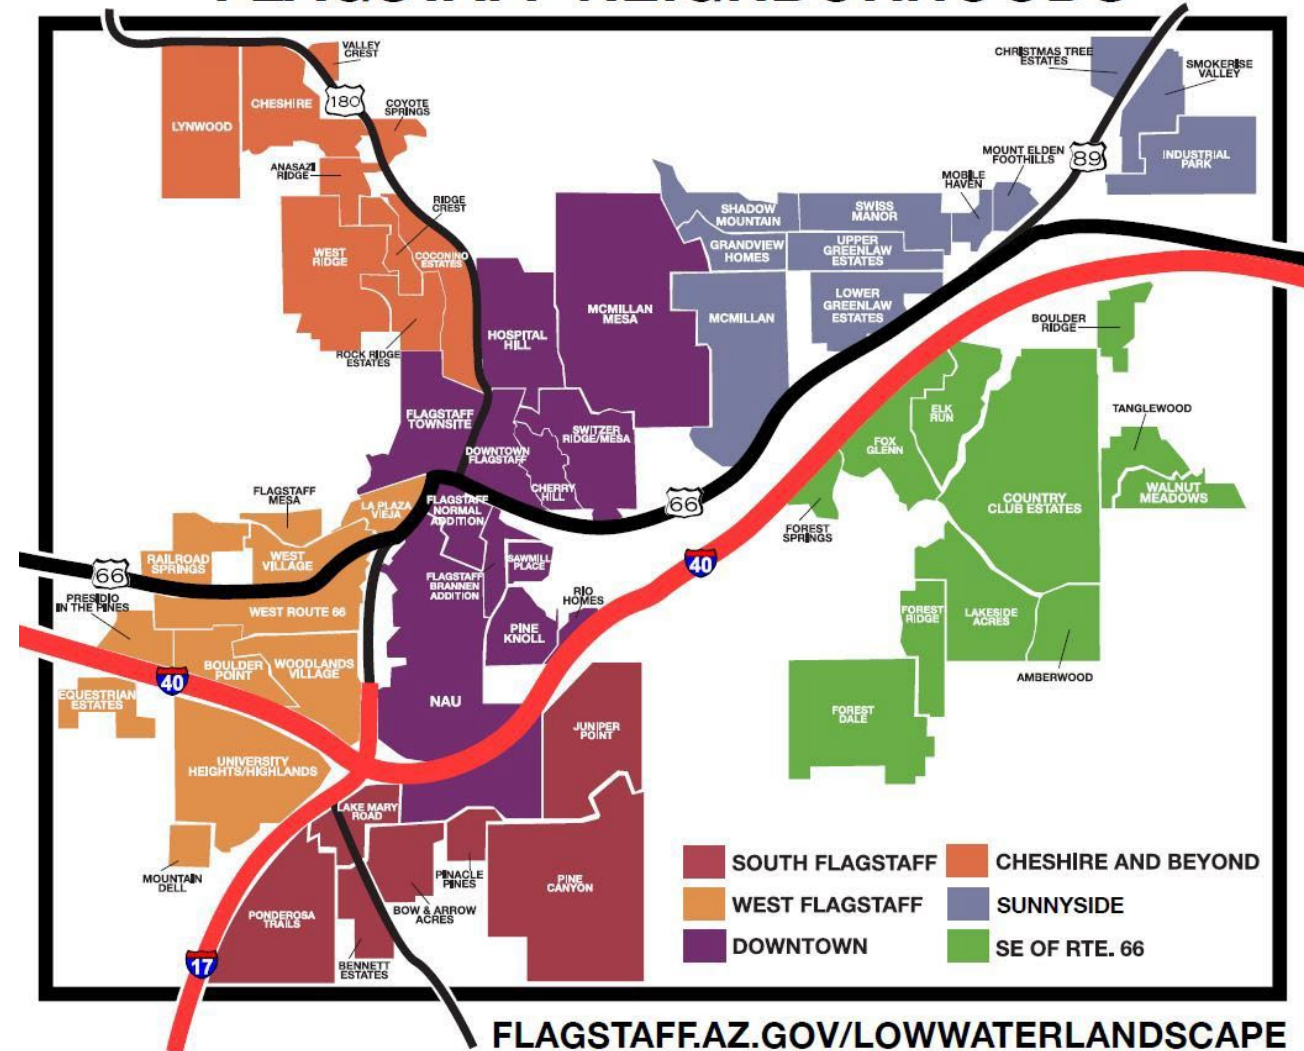 FLAGSTAFF NEIGHBORHOODS
VALLEY
CREST
CHRISTMAS TREE
ESTATES
SMOKERISE
VALLEY
180
CHESHIRE
COYOTE
SPRINGS
LYNWOOD
MOUNT ELDEN
FOOTHILLS
89
INDUSTRIAL
PARK
ANASAZI
RIDGE
MOBILE
HAVEN
RIDGE
CREST
SHADOW
MOUNTAIN
SWISS
MANOR
WEST
RIDGE
COCONINO
ESTATES
GRANDVIEW
HOMES
UPPER
GREENLAW
ESTATES
MCMILLAN
MESA
MCMILLAN
LOWER
GREENLAW
ESTATES
HOSPITAL
HILL
BOULDER
RIDGE
ROCK RIDGE
ESTATES
FLAGSTAFF
TOWNSITE
ELK
RUN
TANGLEWOOD
SWITZER
RIDGE/MESA
FOX
GLENN
DOWNTOWN
FLAGSTAFF
CHERRY
HILL
FLAGSTAFF
MESA
LA PLAZA
VIEJA
FLAGSTAFF
NORMAL
ADDITION
66
COUNTRY
CLUB ESTATES
WALNUT
MEADOWS
FOREST
SPRINGS
RAILROAD
SPRINGS
WEST
VILLAGE
SAWMILL
PLACE
40
66
FLAGSTAFF
BRANNEN
ADDITION
RIO
HOMES
PRESIDIO
IN THE PINES
WEST ROUTE 66
PINE
KNOLL
FOREST
RIDGE
LAKESIDE
ACRES
BOULDER
POINT
WOODLANDS
VILLAGE
40
AMBERWOOD
EQUESTRIAN
ESTATES
NAU
FOREST
DALE
JUNIPER
POINT
UNIVERSITY
HEIGHTS/HIGHLANDS
LAKE MARY
ROAD
MOUNTAIN
DELL
PINACLE
PINES
PINE
CANYON
BOW & ARROW
ACRES
PONDEROSA
TRAILS
17
BENNETT
ESTATES
SOUTH FLAGSTAFF
CHESHIRE AND BEYOND
WEST FLAGSTAFF
SUNNYSIDE
DOWNTOWN
SE OF RTE. 66
FLAGSTAFF.AZ.GOV/LOWWATERLANDSCAPE